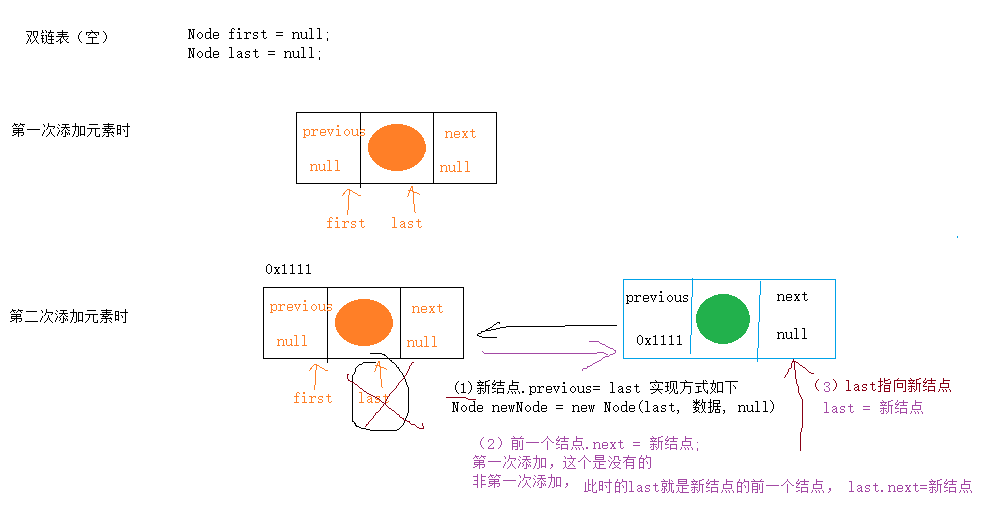 双链表（空）
Node first = null;
Node last = null;
第一次添加元素时
previous
next
null
null
first
last
0x1111
第二次添加元素时
previous
next
null
null
first
last
previous
next
0x1111
null
（1）新结点.previous= last 实现方式如下
Node newNode = new Node(last, 数据, null)
（2）前一个结点.next = 新结点;
第一次添加，这个是没有的
非第一次添加， 此时的last就是新结点的前一个结点， last.next=新结点
（3）last指向新结点
last = 新结点